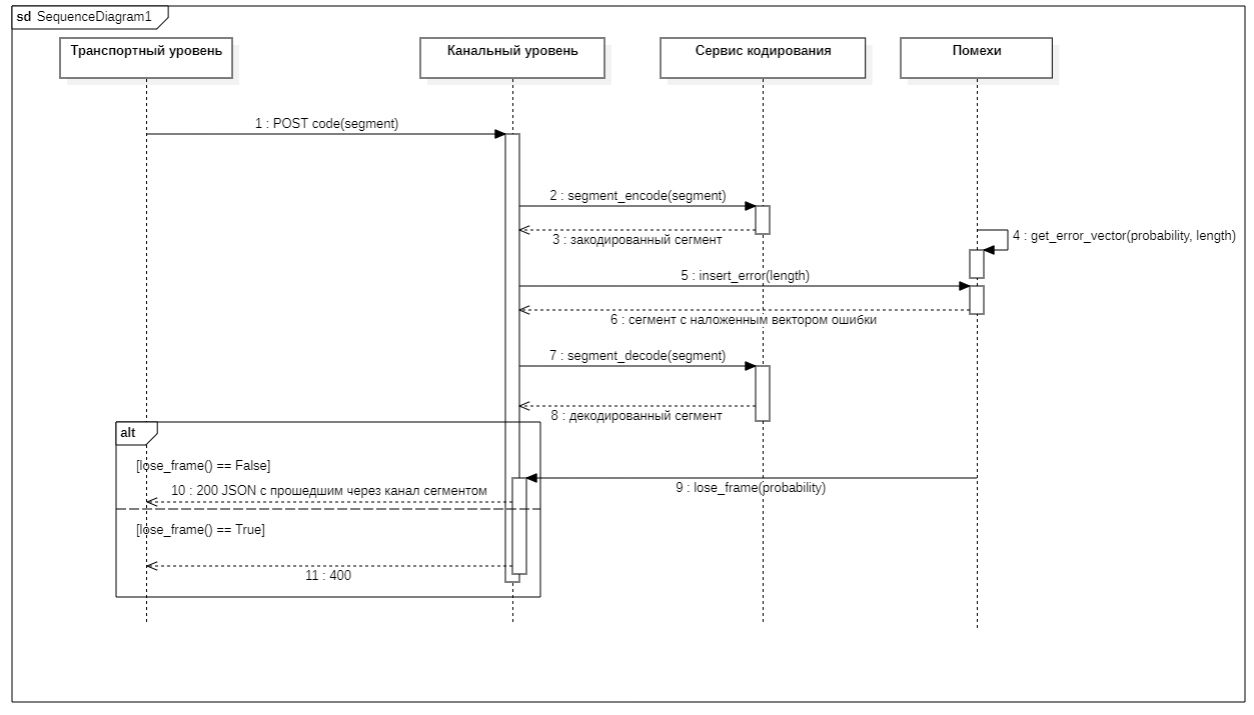 sd SequenceDiagram1
Транспортный уровень
Канальный уровень
Сервис кодирования
Помехи
1 : POST code(segment)
2 : segment_encode(segment)
3 : закодированный сегмент
4 : get_error_vector(probability, length)
5 : insert_error(length)
6 : сегмент с наложенным вектором ошибки
7 : segment_decode(segment)
8 : декодированный сегмент
alt
[lose_frame() == False]
9 : lose_frame(probability)
10 : 200 JSON с прошедшим через канал сегментом
[lose_frame() == True]
11 : 400